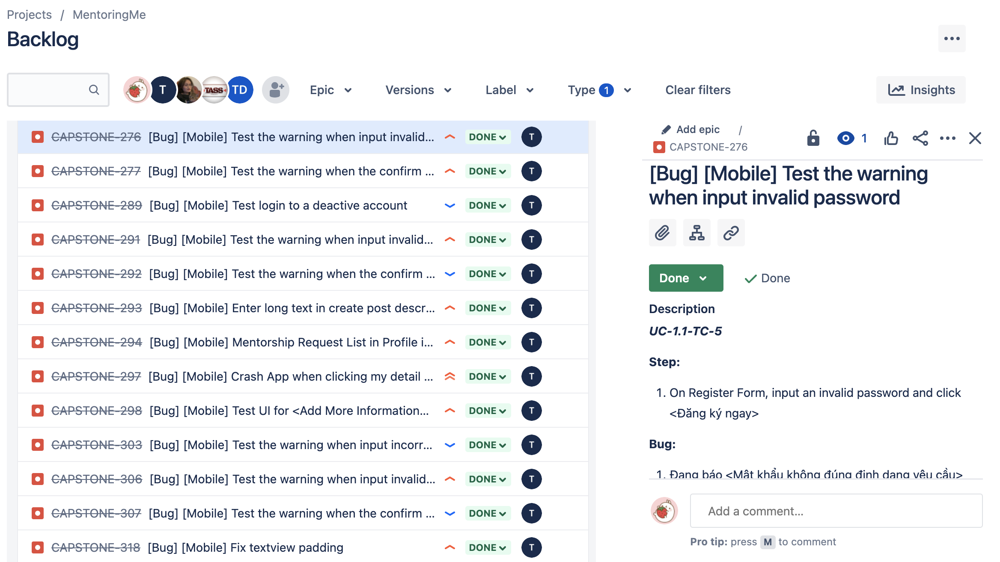 Projects / MentoringMe
Backlog
T
TASS
TD
Epic
Versions
Label
Type 1
Clear filters
Insights
CAPSTONE-276 [Bug] [Mobile] Test the warning when input invalid... DONE T
CAPSTONE-277 [Bug] [Mobile] Test the warning when the confirm ... DONE T
CAPSTONE-289 [Bug] [Mobile] Test login to a deactive account DONE T
CAPSTONE-291 [Bug] [Mobile] Test the warning when input invalid... DONE T
CAPSTONE-292 [Bug] [Mobile] Test the warning when the confirm ... DONE T
CAPSTONE-293 [Bug] [Mobile] Enter long text in create post descr... DONE T
CAPSTONE-294 [Bug] [Mobile] Mentorship Request List in Profile i... DONE T
CAPSTONE-297 [Bug] [Mobile] Crash App when clicking my detail ... DONE T
CAPSTONE-298 [Bug] [Mobile] Test UI for <Add More Information... DONE T
CAPSTONE-303 [Bug] [Mobile] Test the warning when input incorr... DONE T
CAPSTONE-306 [Bug] [Mobile] Test the warning when input invalid... DONE T
CAPSTONE-307 [Bug] [Mobile] Test the warning when the confirm ... DONE T
CAPSTONE-318 [Bug] [Mobile] Fix textview padding DONE T
Add epic /
CAPSTONE-276
1
[Bug] [Mobile] Test the warning
when input invalid password
Done
Done
Description
UC-1.1-TC-5
Step:
1. On Register Form, input an invalid password and click
<Đăng ký ngay>
Bug:
1. Đang báo <Mật khẩu không đúng định dạng yêu cầu>
Add a comment...
Pro tip: press M to comment